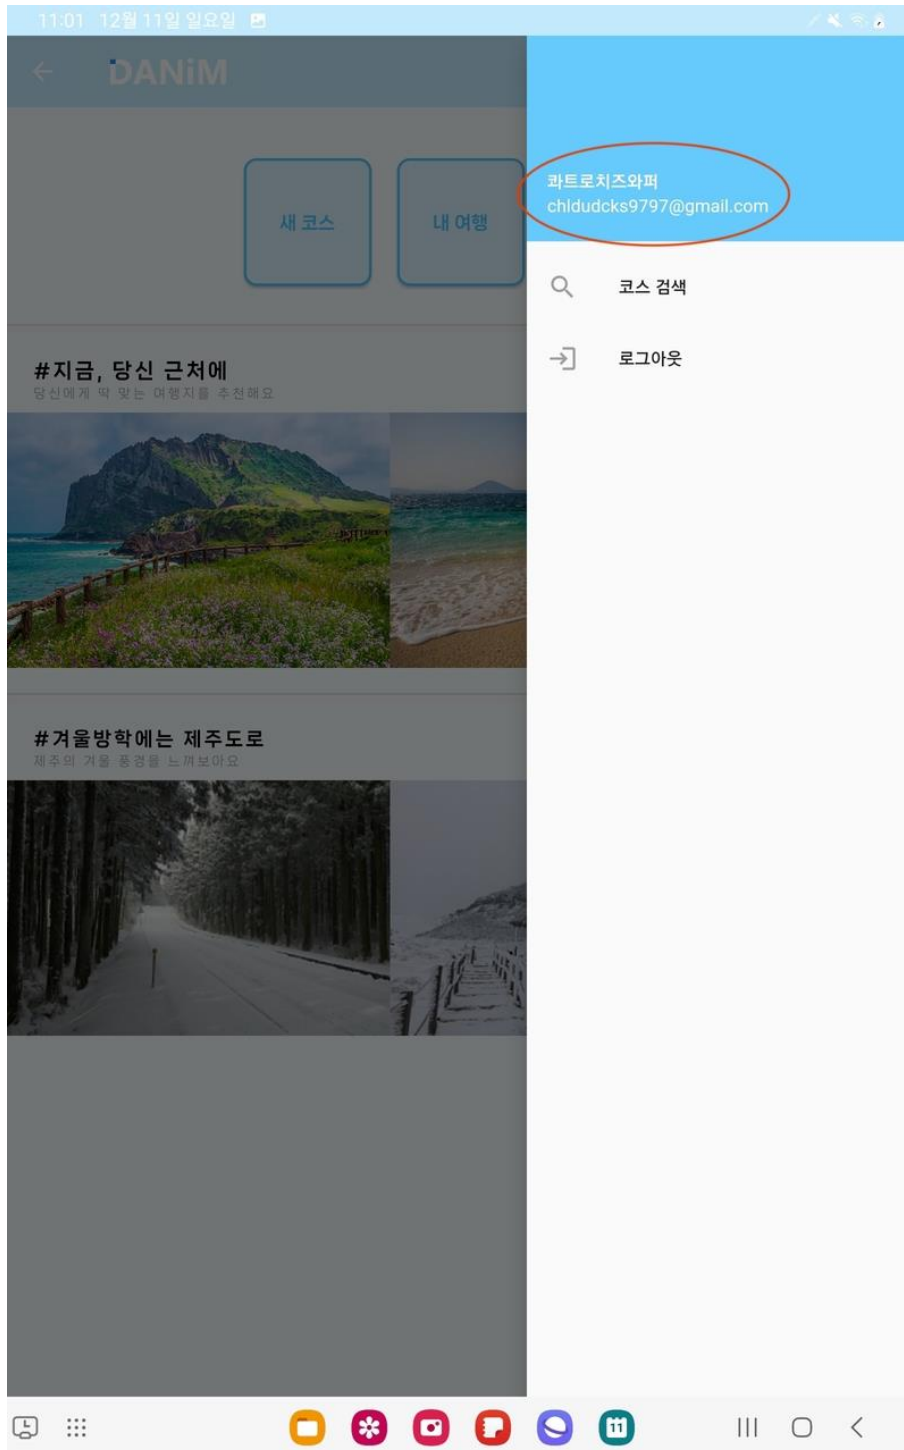 11:01 12월 11일 일요일
DANiM
새 코스
내 여행
콰트로치즈와퍼
chldudcks9797@gmail.com
코스 검색
로그아웃
#지금, 당신 근처에
당신에게 딱 맞는 여행지를 추천해요
#겨울방학에는 제주도로
제주의 겨울 풍경을 느껴보아요
11